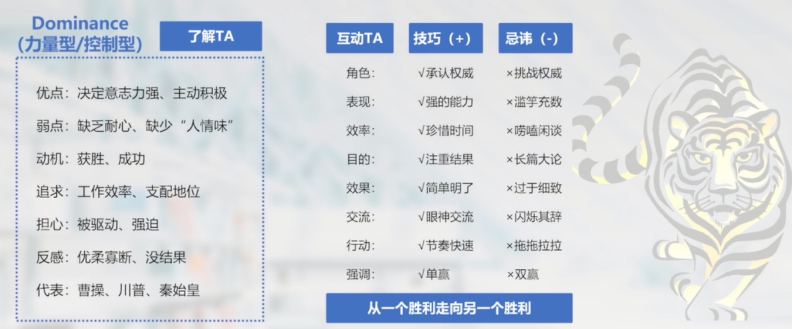 Dominance
(力量型/控制型)
了解TA
优点：决定意志力强、主动积极
弱点：缺乏耐心、缺少“人情味”
动机：获胜、成功
追求：工作效率、支配地位
担心：被驱动、强迫
反感：优柔寡断、没结果
代表：曹操、川普、秦始皇
互动TA 技巧（+） 忌讳（-）
角色： √承认权威 ×挑战权威
表现： √强的能力 ×滥竽充数
效率： √珍惜时间 ×唠嗑闲谈
目的： √注重结果 ×长篇大论
效果： √简单明了 ×过于细致
交流： √眼神交流 ×闪烁其辞
行动： √节奏快速 ×拖拖拉拉
强调： √单赢 ×双赢
从一个胜利走向另一个胜利